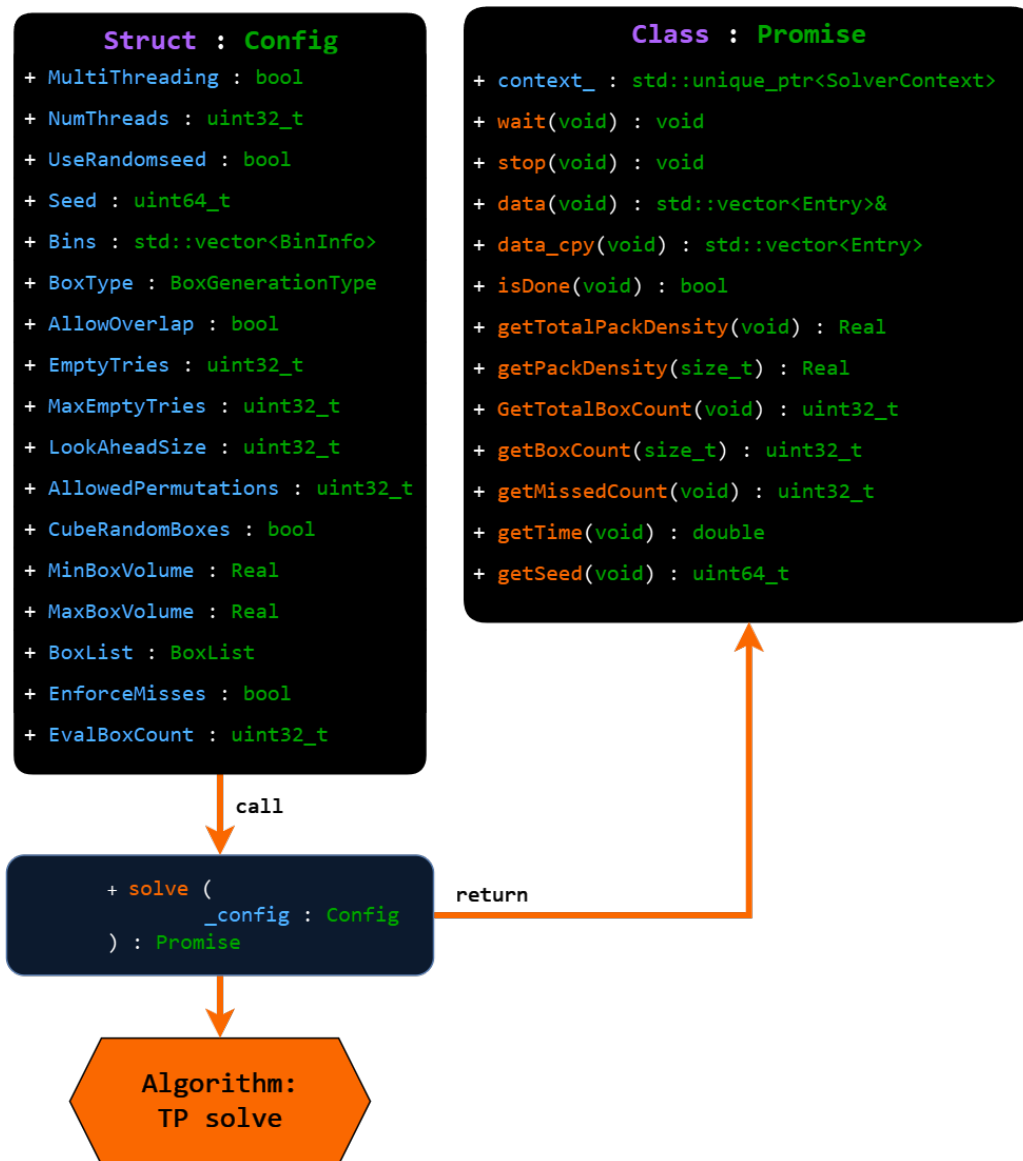 Struct : Config
+ MultiThreading : bool
+ NumThreads : uint32_t
+ UseRandomseed : bool
+ Seed : uint64_t
+ Bins : std::vector<BinInfo>
+ BoxType : BoxGenerationType
+ AllowOverlap : bool
+ EmptyTries : uint32_t
+ MaxEmptyTries : uint32_t
+ LookAheadSize : uint32_t
+ AllowedPermutations : uint32_t
+ CubeRandomBoxes : bool
+ MinBoxVolume : Real
+ MaxBoxVolume : Real
+ BoxList : BoxList
+ EnforceMisses : bool
+ EvalBoxCount : uint32_t
Class : Promise
+ context_ : std::unique_ptr<SolverContext>
+ wait(void) : void
+ stop(void) : void
+ data(void) : std::vector<Entry>&
+ data_cpy(void) : std::vector<Entry>
+ isDone(void) : bool
+ getTotalPackDensity(void) : Real
+ getPackDensity(size_t) : Real
+ GetTotalBoxCount(void) : uint32_t
+ getBoxCount(size_t) : uint32_t
+ getMissedCount(void) : uint32_t
+ getTime(void) : double
+ getSeed(void) : uint64_t
call
+ solve (
_config : Config
) : Promise
return
Algorithm:
TP solve